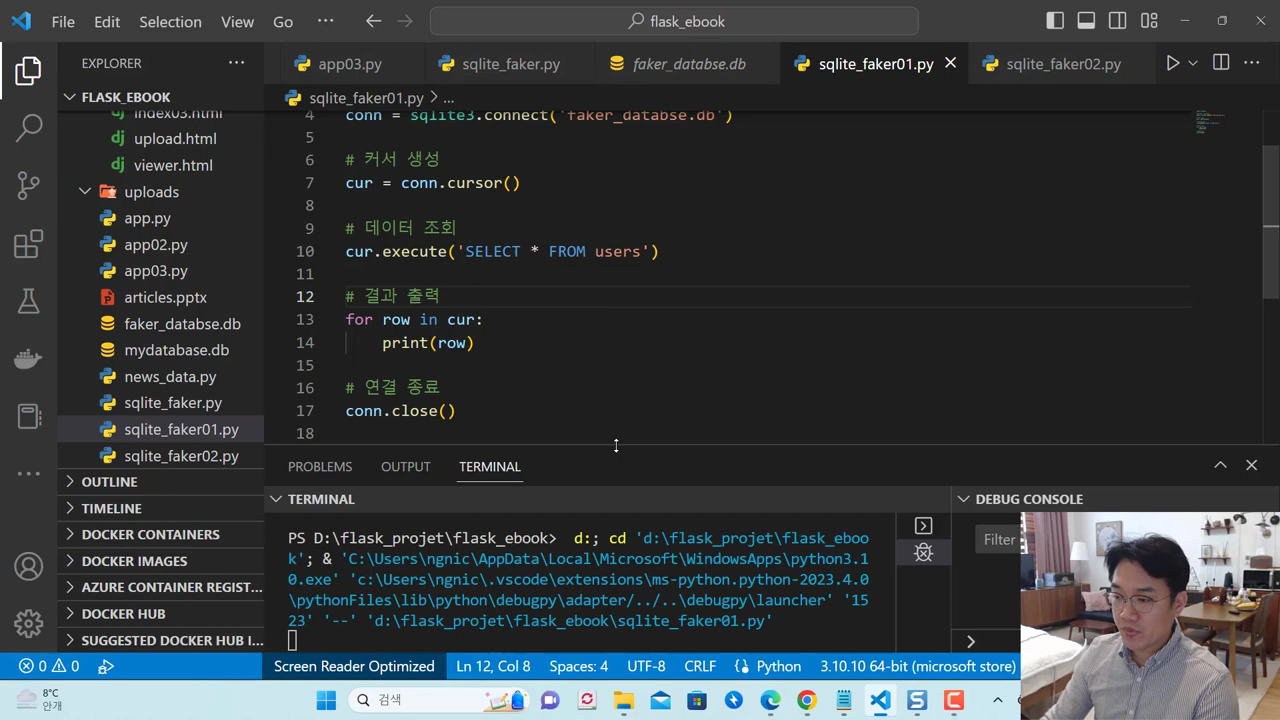 File Edit Selection View Go ··· flask_ebook
EXPLORER ···
app03.py sqlite_faker.py faker_databse.db sqlite_faker01.py sqlite_faker02.py
FLASK_EBOOK
sqlite_faker01.py > ...
index03.html
upload.html
viewer.html
uploads
app.py
app02.py
app03.py
articles.pptx
faker_databse.db
mydatabase.db
news_data.py
sqlite_faker.py
sqlite_faker01.py
sqlite_faker02.py
OUTLINE
TIMELINE
DOCKER CONTAINERS
DOCKER IMAGES
AZURE CONTAINER REGIST...
DOCKER HUB
SUGGESTED DOCKER HUB I
4 conn = sqlite3.connect('faker_databse.db')
5
6 # 커서 생성
7 cur = conn.cursor()
8
9 # 데이터 조회
10 cur.execute('SELECT * FROM users')
11
12 # 결과 출력
13 for row in cur:
14 print(row)
15
16 # 연결 종료
17 conn.close()
18
PROBLEMS OUTPUT TERMINAL
TERMINAL
PS D:\flask_projet\flask_ebook> d:; cd 'd:\flask_projet\flask_eboo
k'; & 'C:\Users\ngnic\AppData\Local\Microsoft\WindowsApps\python3.1
0.exe' 'c:\Users\ngnic\.vscode\extensions\ms-python.python-2023.4.0
\pythonFiles\lib\python\debugpy\adapter/../..\debugpy\launcher' '15
23' '--' 'd:\flask_projet\flask_ebook\sqlite_faker01.py'
DEBUG CONSOLE
Filter
0 0 Screen Reader Optimized Ln 12, Col 8 Spaces: 4 UTF-8 CRLF Python 3.10.10 64-bit (microsoft store)
8°C
안개
검색